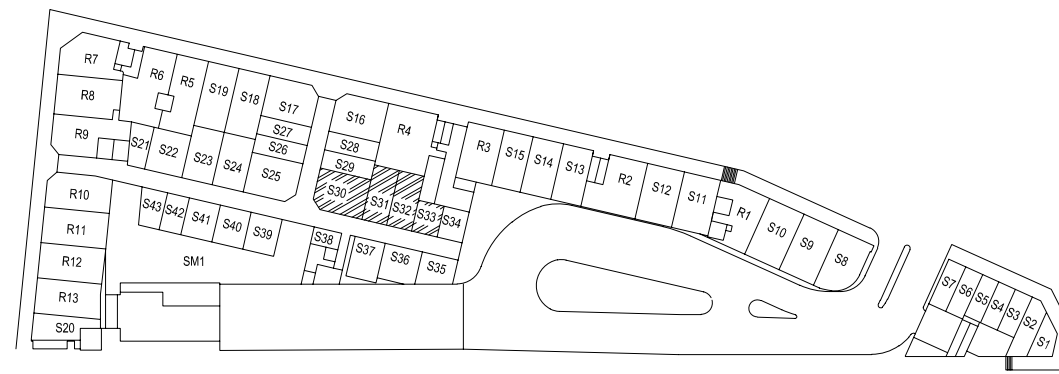 R7
R8
R9
R6
R5
S19
S18
S17
S27
S26
S25
S21
S22
S23
S24
S16
S28
S29
S30
R4
S31
S32
S33
S34
R3
S15
S14
S13
R2
S12
S11
R1
S10
S9
S8
R10
R11
R12
R13
S20
S43
S42
S41
S40
S39
SM1
S38
S37
S36
S35
S7
S6
S5
S4
S3
S2
S1